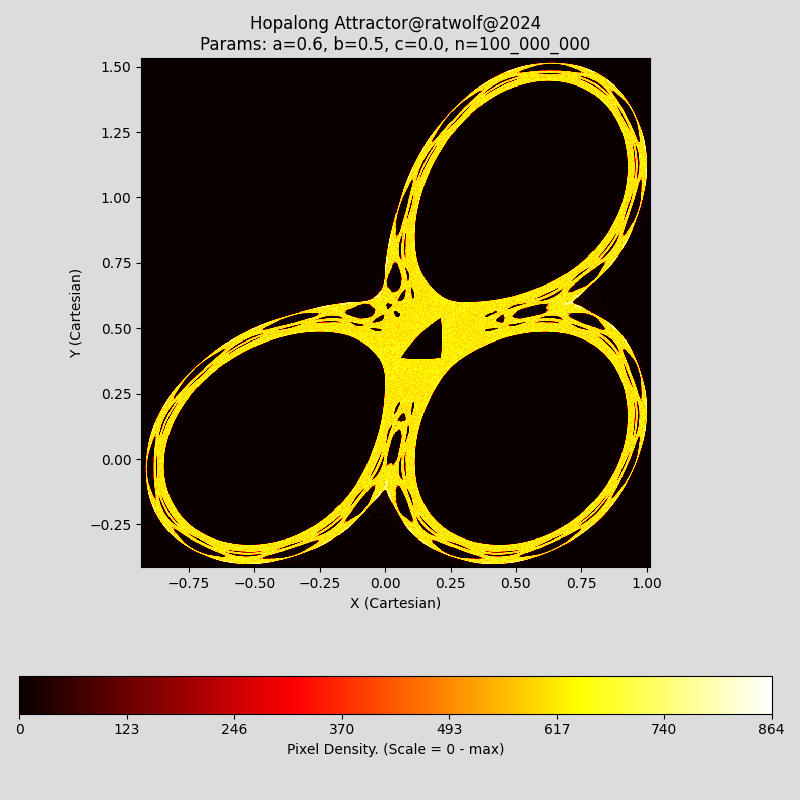 Hopalong Attractor@ratwolf@2024
Params: a=0.6, b=0.5, c=0.0, n=100_000_000
1.50
1.25
1.00
0.75
0.50
0.25
0.00
−0.25
Y (Cartesian)
−0.75 −0.50 −0.25 0.00 0.25 0.50 0.75 1.00
X (Cartesian)
0 123 246 370 493 617 740 864
Pixel Density. (Scale = 0 - max)